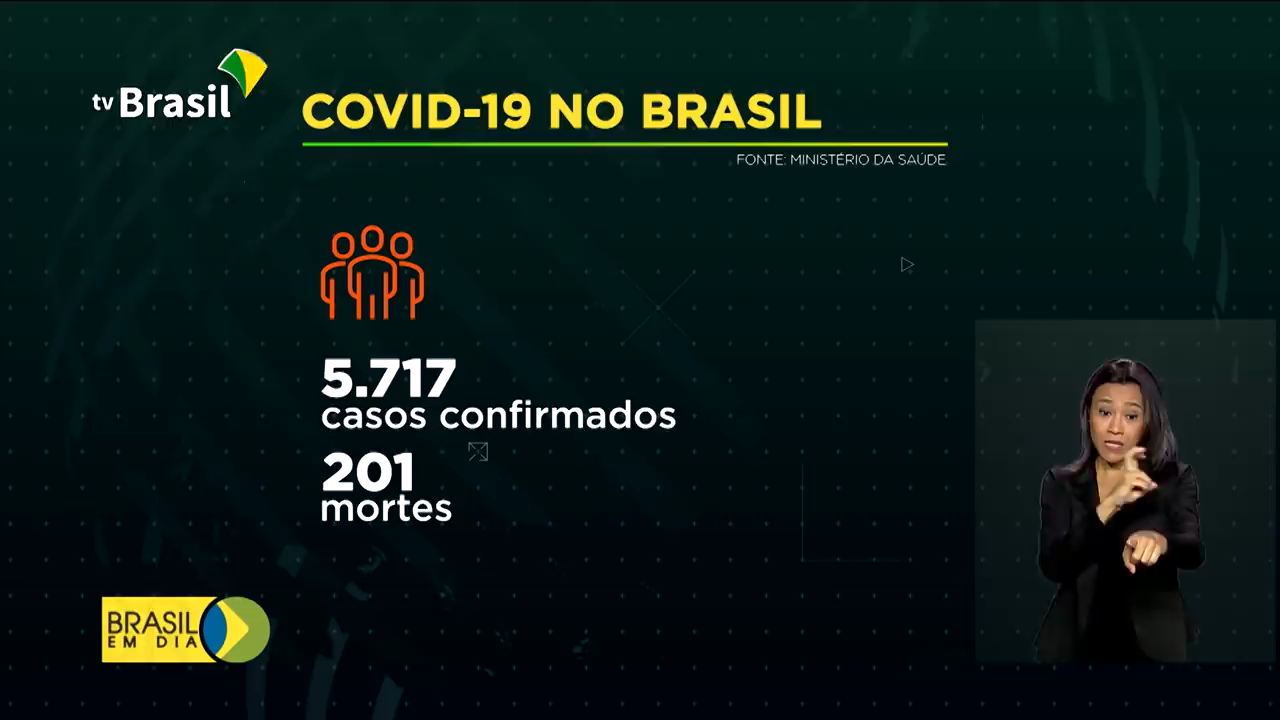 tv Brasil
COVID-19 NO BRASIL
FONTE: MINISTÉRIO DA SAÚDE
5.717
casos confirmados
201
mortes
BRASIL
EM DIA